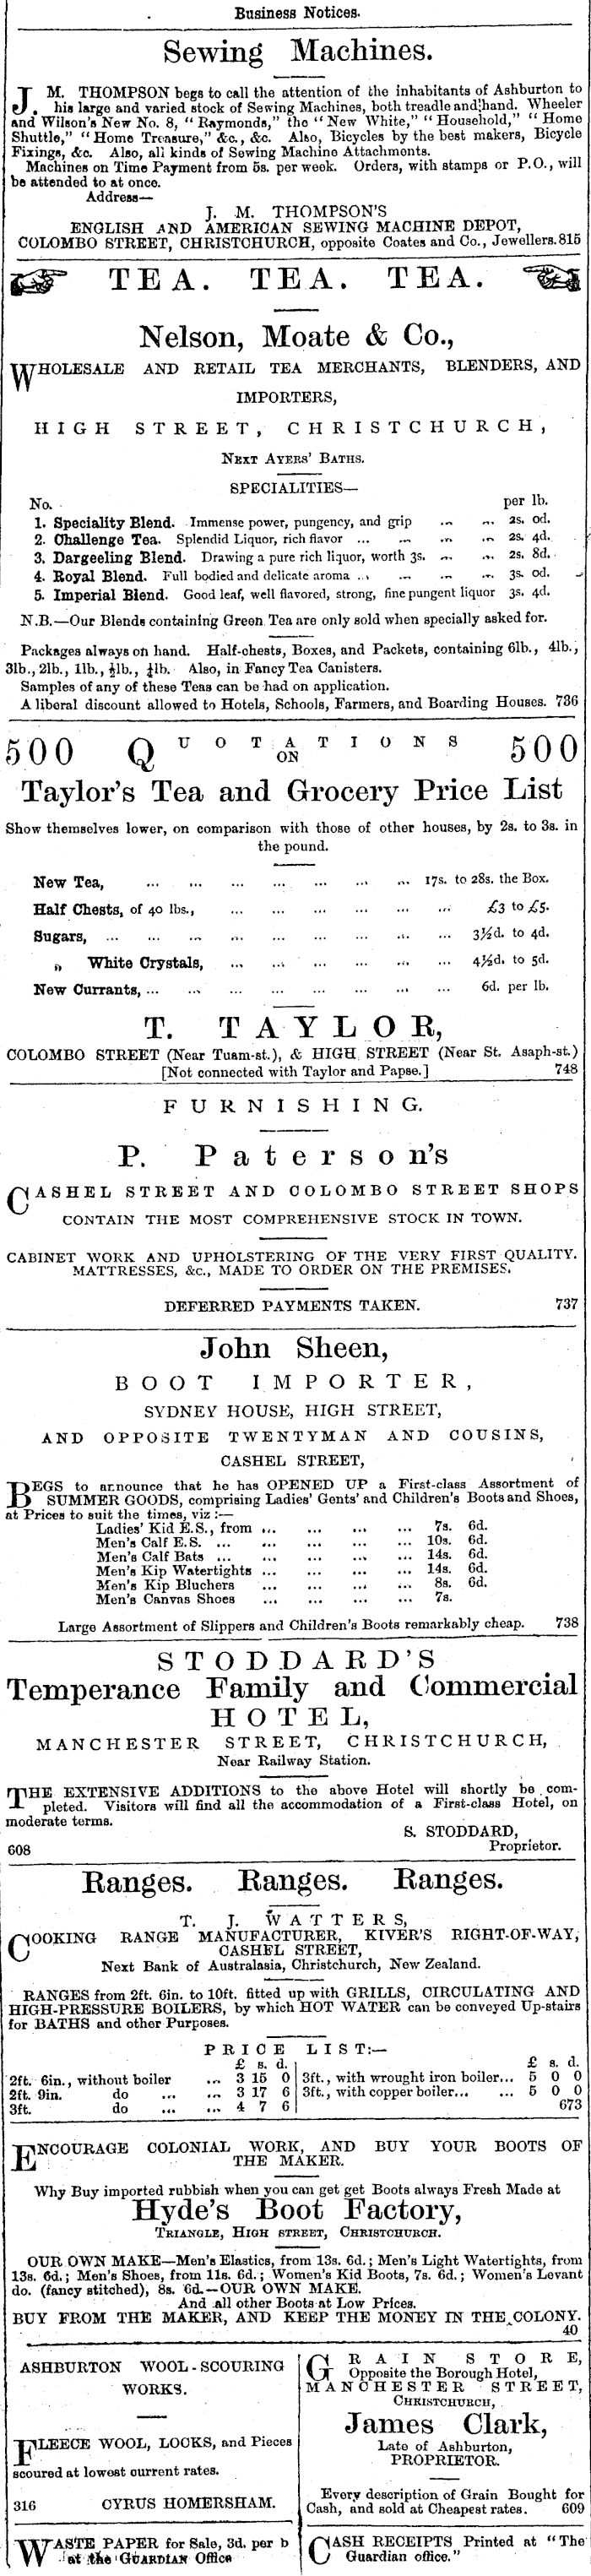 Business Notices.
Sewing Machines.
J. M. THOMPSON begs to call the attention of the inhabitants of Ashburton to
his large and varied stock of Sewing Machines, both treadle and hand. Wheeler
and Wilson's New No. 8, "Raymonds," the "New White," "Household," "Home
Shuttle," "Home Treasure," &c., &c. Also, Bicycles by the best makers, Bicycle
Fixings, &c. Also, all kinds of Sewing Machine Attachments.
Machines on Time Payment from 5s. per week. Orders, with stamps or P.O., will
be attended to at once.
Address—
J. M. THOMPSON'S
ENGLISH AND AMERICAN SEWING MACHINE DEPOT,
COLOMBO STREET, CHRISTCHURCH, opposite Coates and Co., Jewellers. 815
TEA. TEA. TEA.
Nelson, Moate & Co.,
WHOLESALE AND RETAIL TEA MERCHANTS, BLENDERS, AND
IMPORTERS,
HIGH STREET, CHRISTCHURCH,
NEXT AYERS' BATHS.
SPECIALITIES—
No. per lb.
1. Speciality Blend. Immense power, pungency, and grip ... ... 2s. 0d.
2. Challenge Tea. Splendid Liquor, rich flavor ... ... ... ... 2s. 4d.
3. Dargeeling Blend. Drawing a pure rich liquor, worth 3s. ... ... 2s. 8d.
4. Royal Blend. Full bodied and delicate aroma ... ... ... ... 3s. 0d.
5. Imperial Blend. Good leaf, well flavored, strong, fine pungent liquor 3s. 4d.
N.B.—Our Blends containing Green Tea are only sold when specially asked for.
Packages always on hand. Half-chests, Boxes, and Packets, containing 6lb., 4lb.,
3lb., 2lb., 1lb., ½lb., ¼lb. Also, in Fancy Tea Canisters.
Samples of any of these Teas can be had on application.
A liberal discount allowed to Hotels, Schools, Farmers, and Boarding Houses. 736
500 QUOTATIONS 500
ON
Taylor's Tea and Grocery Price List
Show themselves lower, on comparison with those of other houses, by 2s. to 3s. in
the pound.
New Tea, ... ... ... ... ... ... ... 17s. to 28s. the Box.
Half Chests, of 40 lbs., ... ... ... ... ... ... £3 to £5.
Sugars, ... ... ... ... ... ... ... ... ... 3½d. to 4d.
„ White Crystals, ... ... ... ... ... ... 4½d. to 5d.
New Currants, ... ... ... ... ... ... ... ... 6d. per lb.
T. TAYLOR,
COLOMBO STREET (Near Tuam-st.), & HIGH STREET (Near St. Asaph-st.)
[Not connected with Taylor and Papse.] 748
FURNISHING.
P. Paterson's
CASHEL STREET AND COLOMBO STREET SHOPS
CONTAIN THE MOST COMPREHENSIVE STOCK IN TOWN.
CABINET WORK AND UPHOLSTERING OF THE VERY FIRST QUALITY.
MATTRESSES, &c., MADE TO ORDER ON THE PREMISES.
DEFERRED PAYMENTS TAKEN. 737
John Sheen,
BOOT IMPORTER,
SYDNEY HOUSE, HIGH STREET,
AND OPPOSITE TWENTYMAN AND COUSINS,
CASHEL STREET,
BEGS to announce that he has OPENED UP a First-class Assortment of
SUMMER GOODS, comprising Ladies' Gents' and Children's Boots and Shoes,
at Prices to suit the times, viz :—
Ladies' Kid E.S., from ... ... ... ... 7s. 6d.
Men's Calf E.S. ... ... ... ... ... 10s. 6d.
Men's Calf Bats ... ... ... ... ... 14s. 6d.
Men's Kip Watertights ... ... ... ... 14s. 6d.
Men's Kip Bluchers ... ... ... ... 8s. 6d.
Men's Canvas Shoes ... ... ... ... 7s.
Large Assortment of Slippers and Children's Boots remarkably cheap. 738
STODDARD'S
Temperance Family and Commercial
HOTEL,
MANCHESTER STREET, CHRISTCHURCH,
Near Railway Station.
THE EXTENSIVE ADDITIONS to the above Hotel will shortly be com-
pleted. Visitors will find all the accommodation of a First-class Hotel, on
moderate terms.
S. STODDARD,
608 Proprietor.
Ranges. Ranges. Ranges.
T. J. WATTERS,
COOKING RANGE MANUFACTURER, KIVER'S RIGHT-OF-WAY,
CASHEL STREET,
Next Bank of Australasia, Christchurch, New Zealand.
RANGES from 2ft. 6in. to 10ft. fitted up with GRILLS, CIRCULATING AND
HIGH-PRESSURE BOILERS, by which HOT WATER can be conveyed Up-stairs
for BATHS and other Purposes.
PRICE LIST:—
£ s. d.
2ft. 6in., without boiler ... 3 15 0
2ft. 9in. do ... ... 3 17 6
3ft. do ... ... 4 7 6
£ s. d.
3ft., with wrought iron boiler... 5 0 0
3ft., with copper boiler... ... 5 0 0
673
ENCOURAGE COLONIAL WORK, AND BUY YOUR BOOTS OF
THE MAKER.
Why Buy imported rubbish when you can get get Boots always Fresh Made at
Hyde's Boot Factory,
TRIANGLE, HIGH STREET, CHRISTCHURCH.
OUR OWN MAKE—Men's Elastics, from 13s. 6d.; Men's Light Watertights, from
13s. 6d.; Men's Shoes, from 11s. 6d.; Women's Kid Boots, 7s. 6d.; Women's Levant
do. (fancy stitched), 8s. 6d.—OUR OWN MAKE.
And all other Boots at Low Prices.
BUY FROM THE MAKER, AND KEEP THE MONEY IN THE COLONY.
40
ASHBURTON WOOL-SCOURING
WORKS.
FLEECE WOOL, LOCKS, and Pieces
scoured at lowest current rates.
316 CYRUS HOMERSHAM.
WASTE PAPER for Sale, 3d. per b
at the GUARDIAN Office
GRAIN STORE,
Opposite the Borough Hotel,
MANCHESTER STREET,
CHRISTCHURCH,
James Clark,
Late of Ashburton,
PROPRIETOR.
Every description of Grain Bought for
Cash, and sold at Cheapest rates. 609
CASH RECEIPTS Printed at "The
Guardian office."